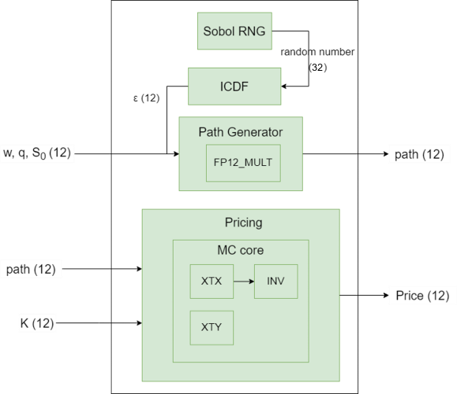 Sobol RNG
random number
(32)
ICDF
ε (12)
Path Generator
w, q, S₀ (12)
FP12_MULT
path (12)
Pricing
MC core
path (12)
XTX
INV
Price (12)
K (12)
XTY